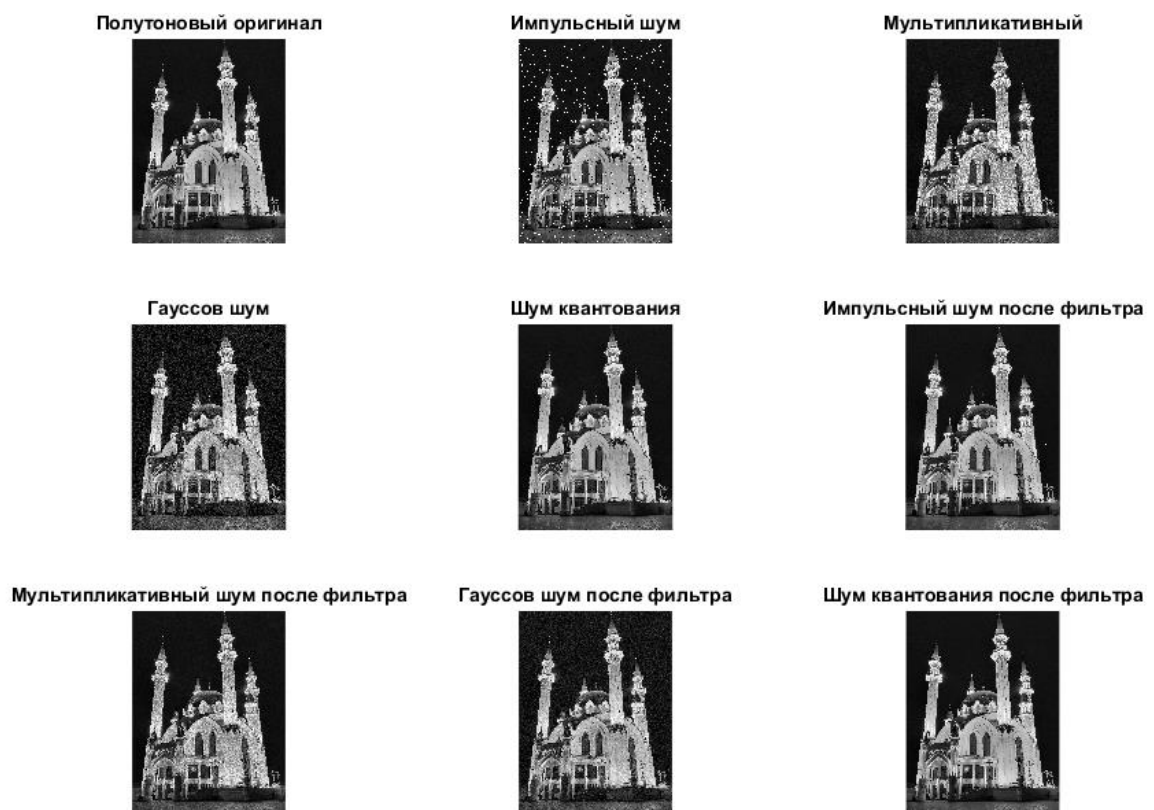 Полутоновый оригинал
Импульсный шум
Мультипликативный
Гауссов шум
Шум квантования
Импульсный шум после фильтра
Мультипликативный шум после фильтра
Гауссов шум после фильтра
Шум квантования после фильтра